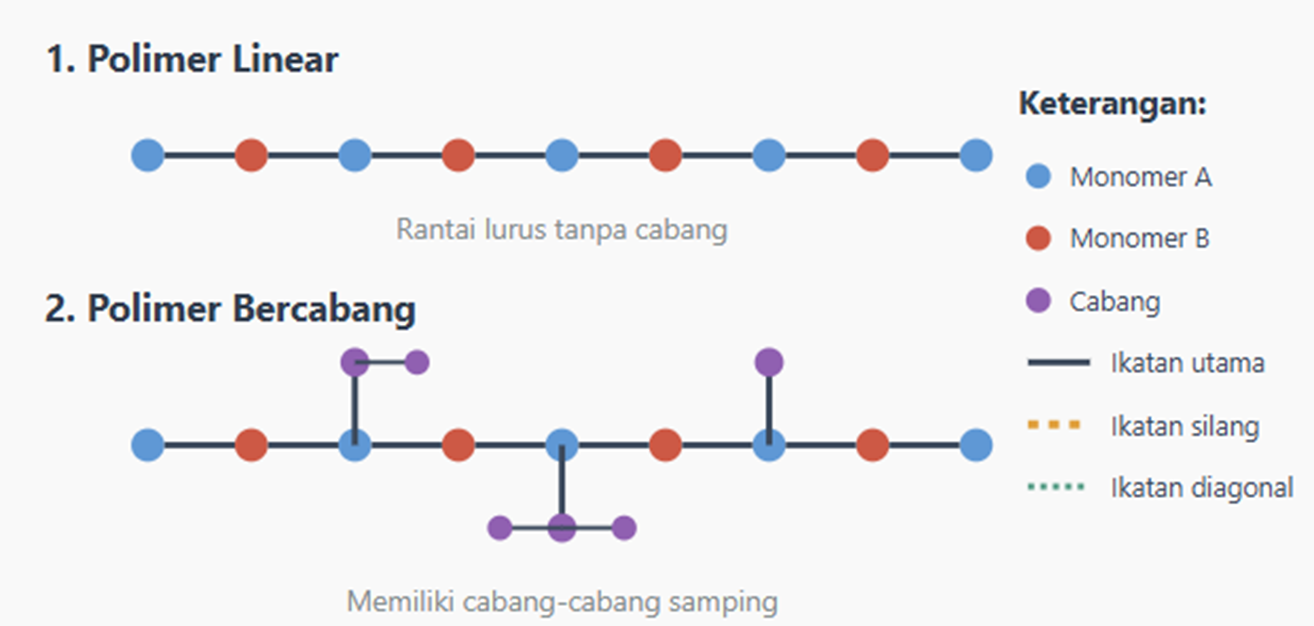 1. Polimer Linear
Rantai lurus tanpa cabang
2. Polimer Bercabang
Memiliki cabang-cabang samping
Keterangan:
Monomer A
Monomer B
Cabang
Ikatan utama
Ikatan silang
Ikatan diagonal